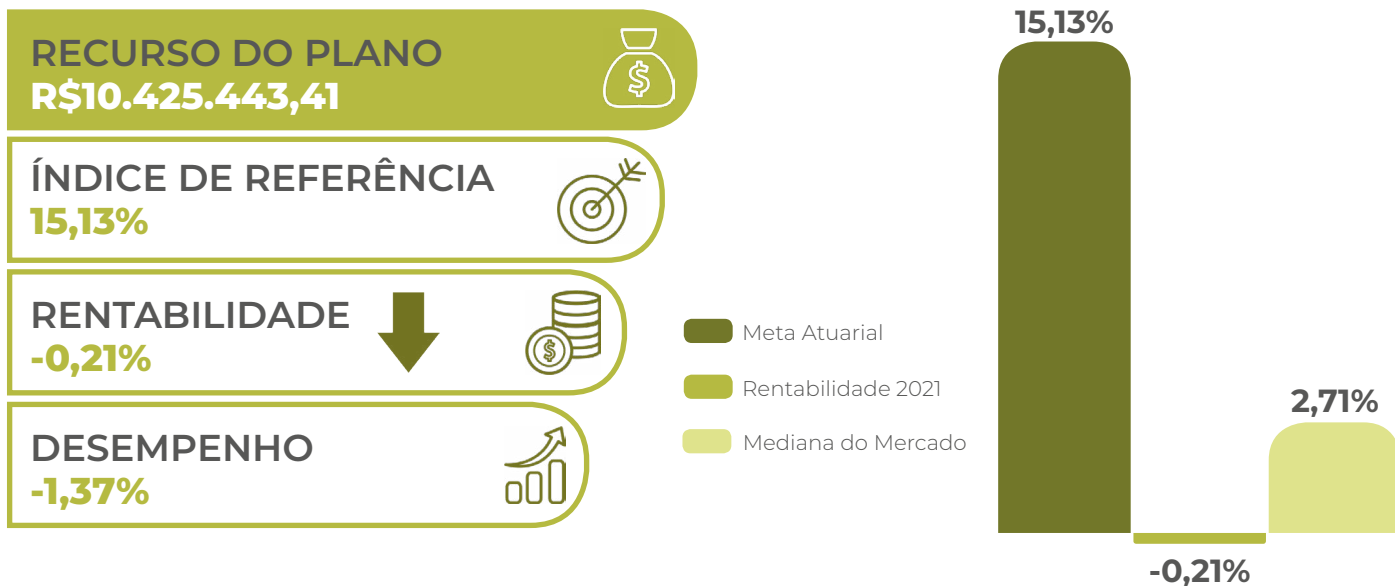 RECURSO DO PLANO
R$10.425.443,41
$
ÍNDICE DE REFERÊNCIA
15,13%
RENTABILIDADE
-0,21%
$
DESEMPENHO
-1,37%
Meta Atuarial
Rentabilidade 2021
Mediana do Mercado
15,13%
-0,21%
2,71%